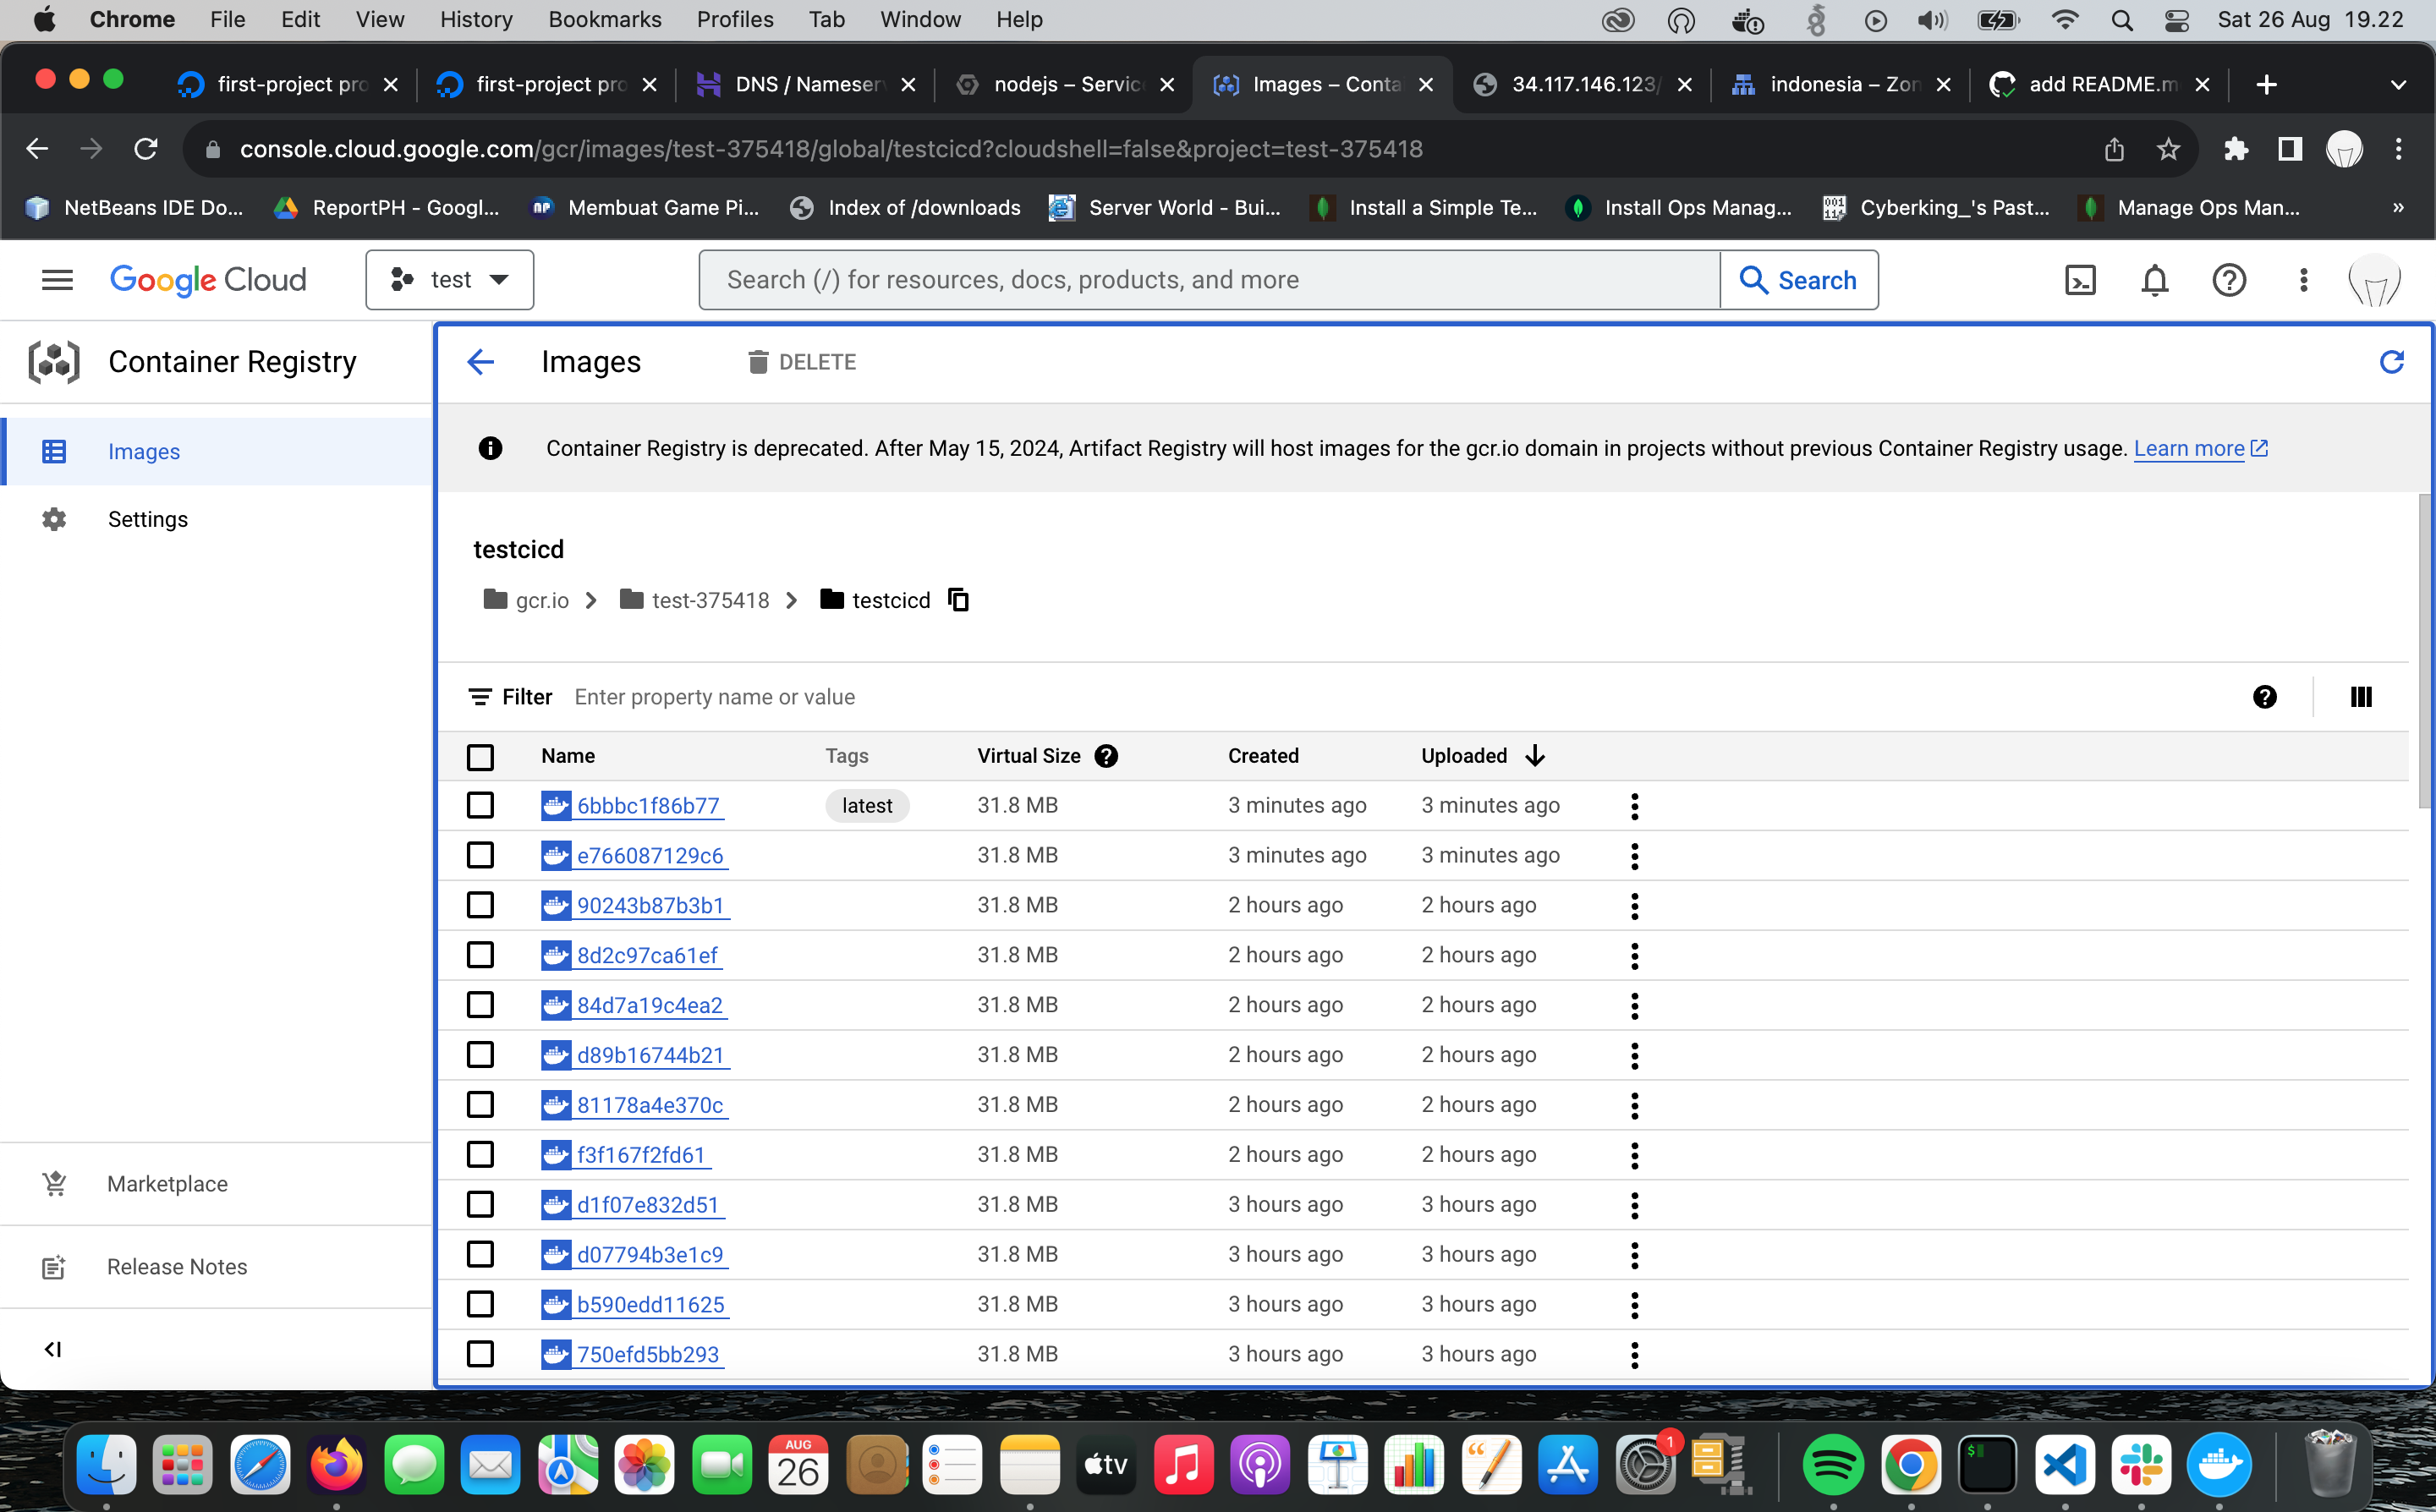 Chrome File Edit View History Bookmarks Profiles Tab Window Help Sat 26 Aug 19.22
first-project pro first-project pro DNS / Nameser nodejs – Servic Images – Conta 34.117.146.123/ indonesia – Zon add README.m
console.cloud.google.com/gcr/images/test-375418/global/testcicd?cloudshell=false&project=test-375418
NetBeans IDE Do... ReportPH - Googl... Membuat Game Pi... Index of /downloads Server World - Bui... Install a Simple Te... Install Ops Manag... Cyberking_'s Past... Manage Ops Man... »
Google Cloud test Search (/) for resources, docs, products, and more Search
Container Registry
Images
Settings
Marketplace
Release Notes
Images DELETE
Container Registry is deprecated. After May 15, 2024, Artifact Registry will host images for the gcr.io domain in projects without previous Container Registry usage. Learn more
testcicd
gcr.io test-375418 testcicd
Filter Enter property name or value
Name Tags Virtual Size Created Uploaded
6bbbc1f86b77 latest 31.8 MB 3 minutes ago 3 minutes ago
e766087129c6 31.8 MB 3 minutes ago 3 minutes ago
90243b87b3b1 31.8 MB 2 hours ago 2 hours ago
8d2c97ca61ef 31.8 MB 2 hours ago 2 hours ago
84d7a19c4ea2 31.8 MB 2 hours ago 2 hours ago
d89b16744b21 31.8 MB 2 hours ago 2 hours ago
81178a4e370c 31.8 MB 2 hours ago 2 hours ago
f3f167f2fd61 31.8 MB 2 hours ago 2 hours ago
d1f07e832d51 31.8 MB 3 hours ago 3 hours ago
d07794b3e1c9 31.8 MB 3 hours ago 3 hours ago
b590edd11625 31.8 MB 3 hours ago 3 hours ago
750efd5bb293 31.8 MB 3 hours ago 3 hours ago
AUG
26
tv
1